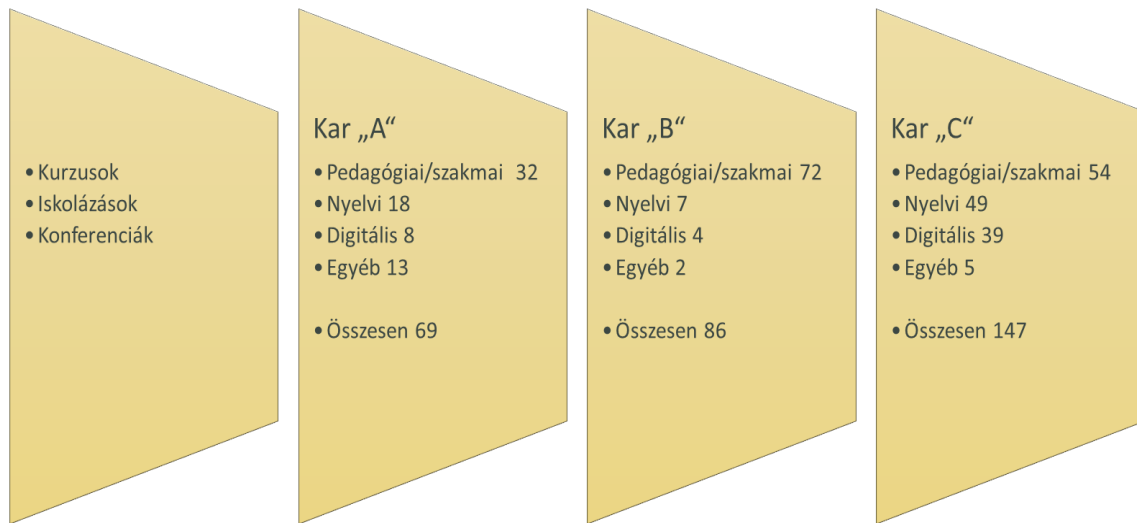 • Kurzusok
• Iskolázások
• Konferenciák
Kar „A“
• Pedagógiai/szakmai 32
• Nyelvi 18
• Digitális 8
• Egyéb 13
• Összesen 69
Kar „B“
• Pedagógiai/szakmai 72
• Nyelvi 7
• Digitális 4
• Egyéb 2
• Összesen 86
Kar „C“
• Pedagógiai/szakmai 54
• Nyelvi 49
• Digitális 39
• Egyéb 5
• Összesen 147